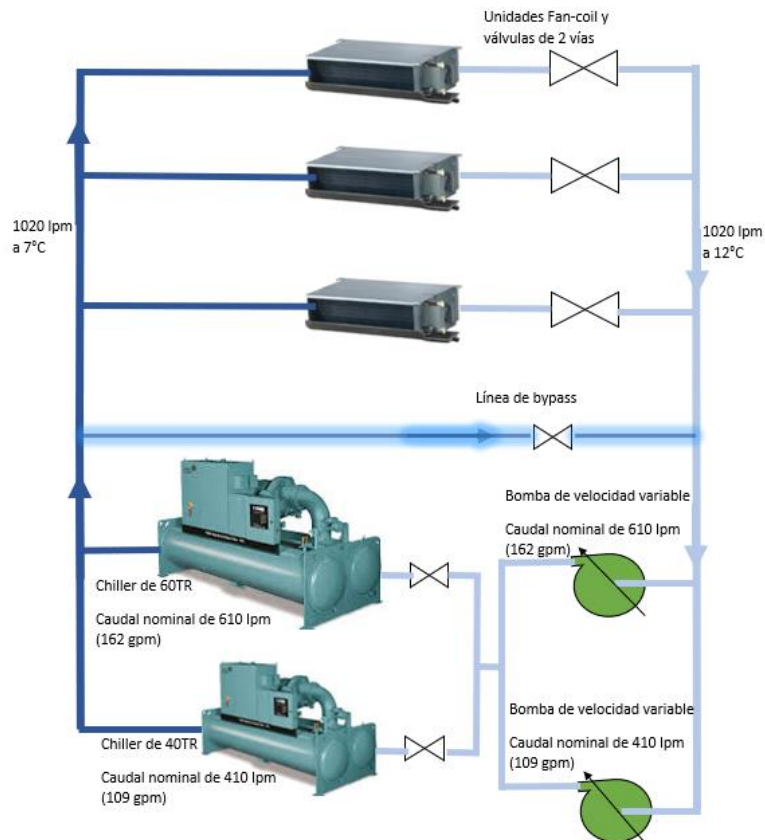 Unidades Fan-coil y
válvulas de 2 vías
1020 lpm
a 7°C
1020 lpm
a 12°C
Línea de bypass
Bomba de velocidad variable
Caudal nominal de 610 lpm
(162 gpm)
Chiller de 60TR
Caudal nominal de 610 lpm
(162 gpm)
Bomba de velocidad variable
Caudal nominal de 410 lpm
(109 gpm)
Chiller de 40TR
Caudal nominal de 410 lpm
(109 gpm)